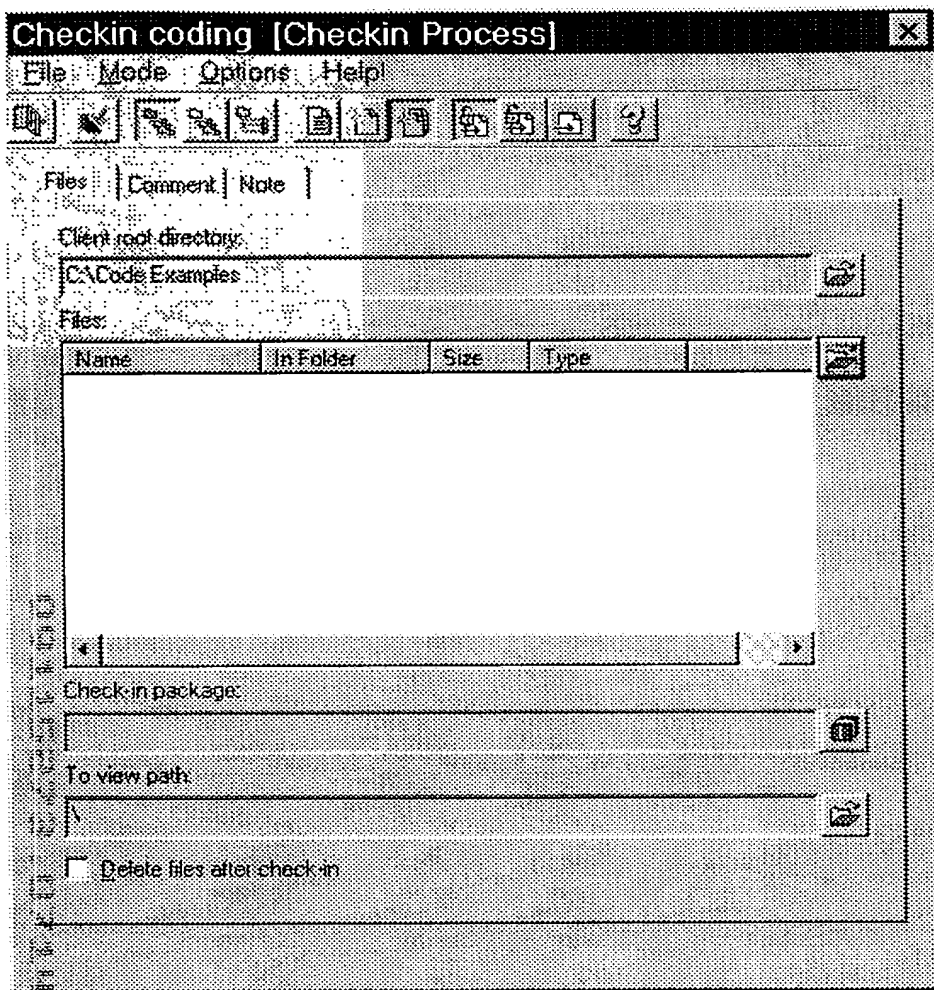 Checkin coding [Checkin Process]
File Mode Options Help!
Files Comment Note
Client root directory:
C:\Code Examples
Files:
Name In Folder Size Type
Check-in package:
To view path:
\
Delete files after check-in